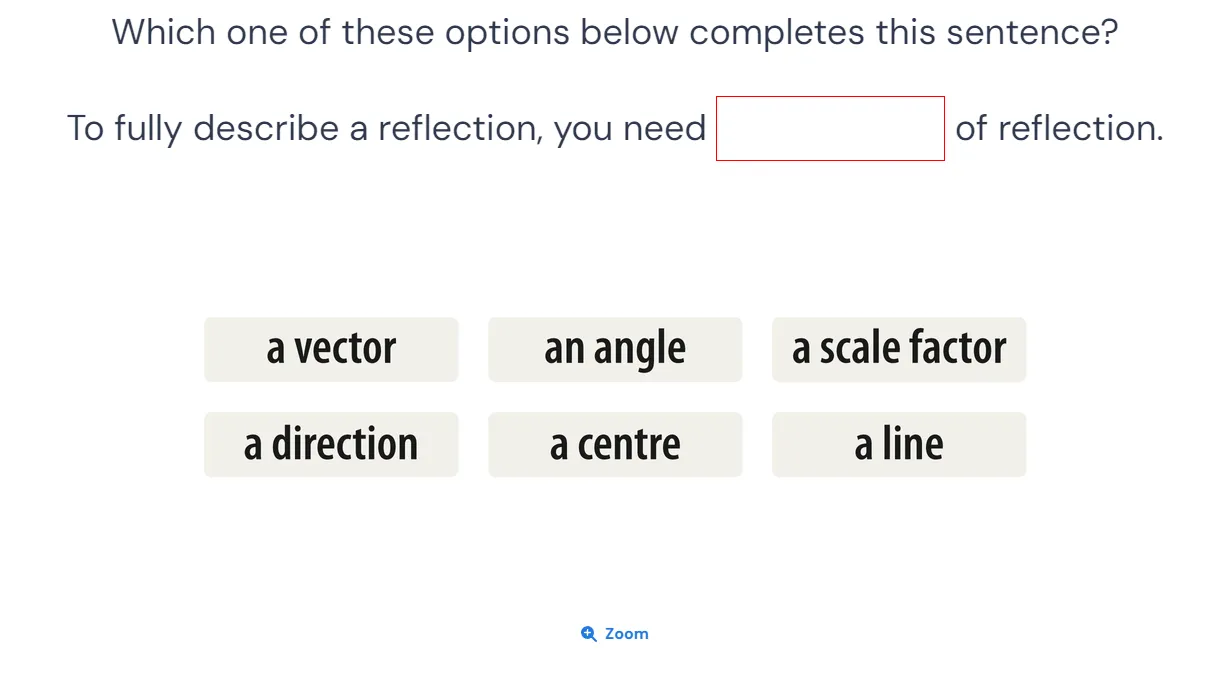 Which one of these options below completes this sentence?
To fully describe a reflection, you need of reflection.
a vector an angle a scale factor
a direction a centre a line
Zoom